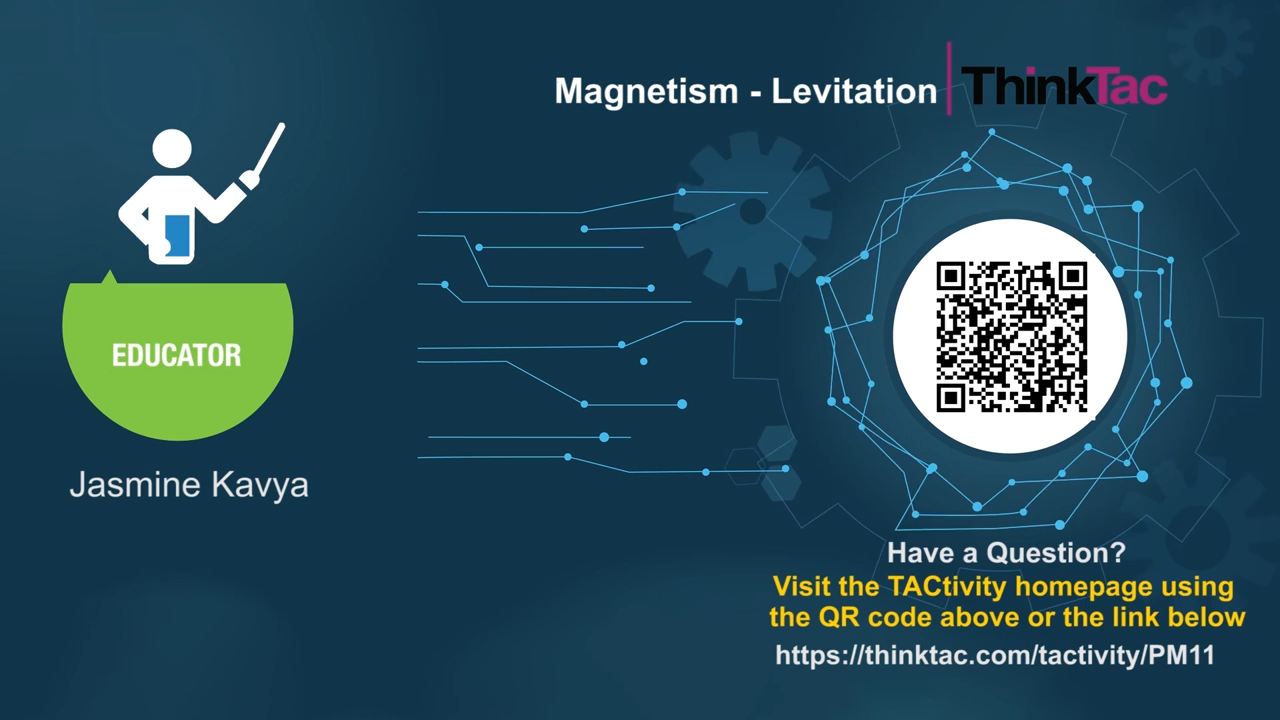 Magnetism - Levitation
ThinkTac
EDUCATOR
Jasmine Kavya
Have a Question?
Visit the TACtivity homepage using
the QR code above or the link below
https://thinktac.com/tactivity/PM11